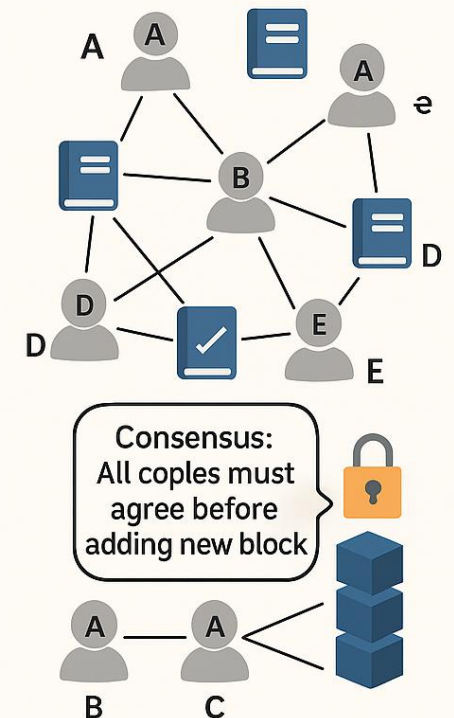 A
A
A
ɘ
B
D
D
D
E
E
Consensus:
All coples must
agree before
adding new block
A
A
B
C